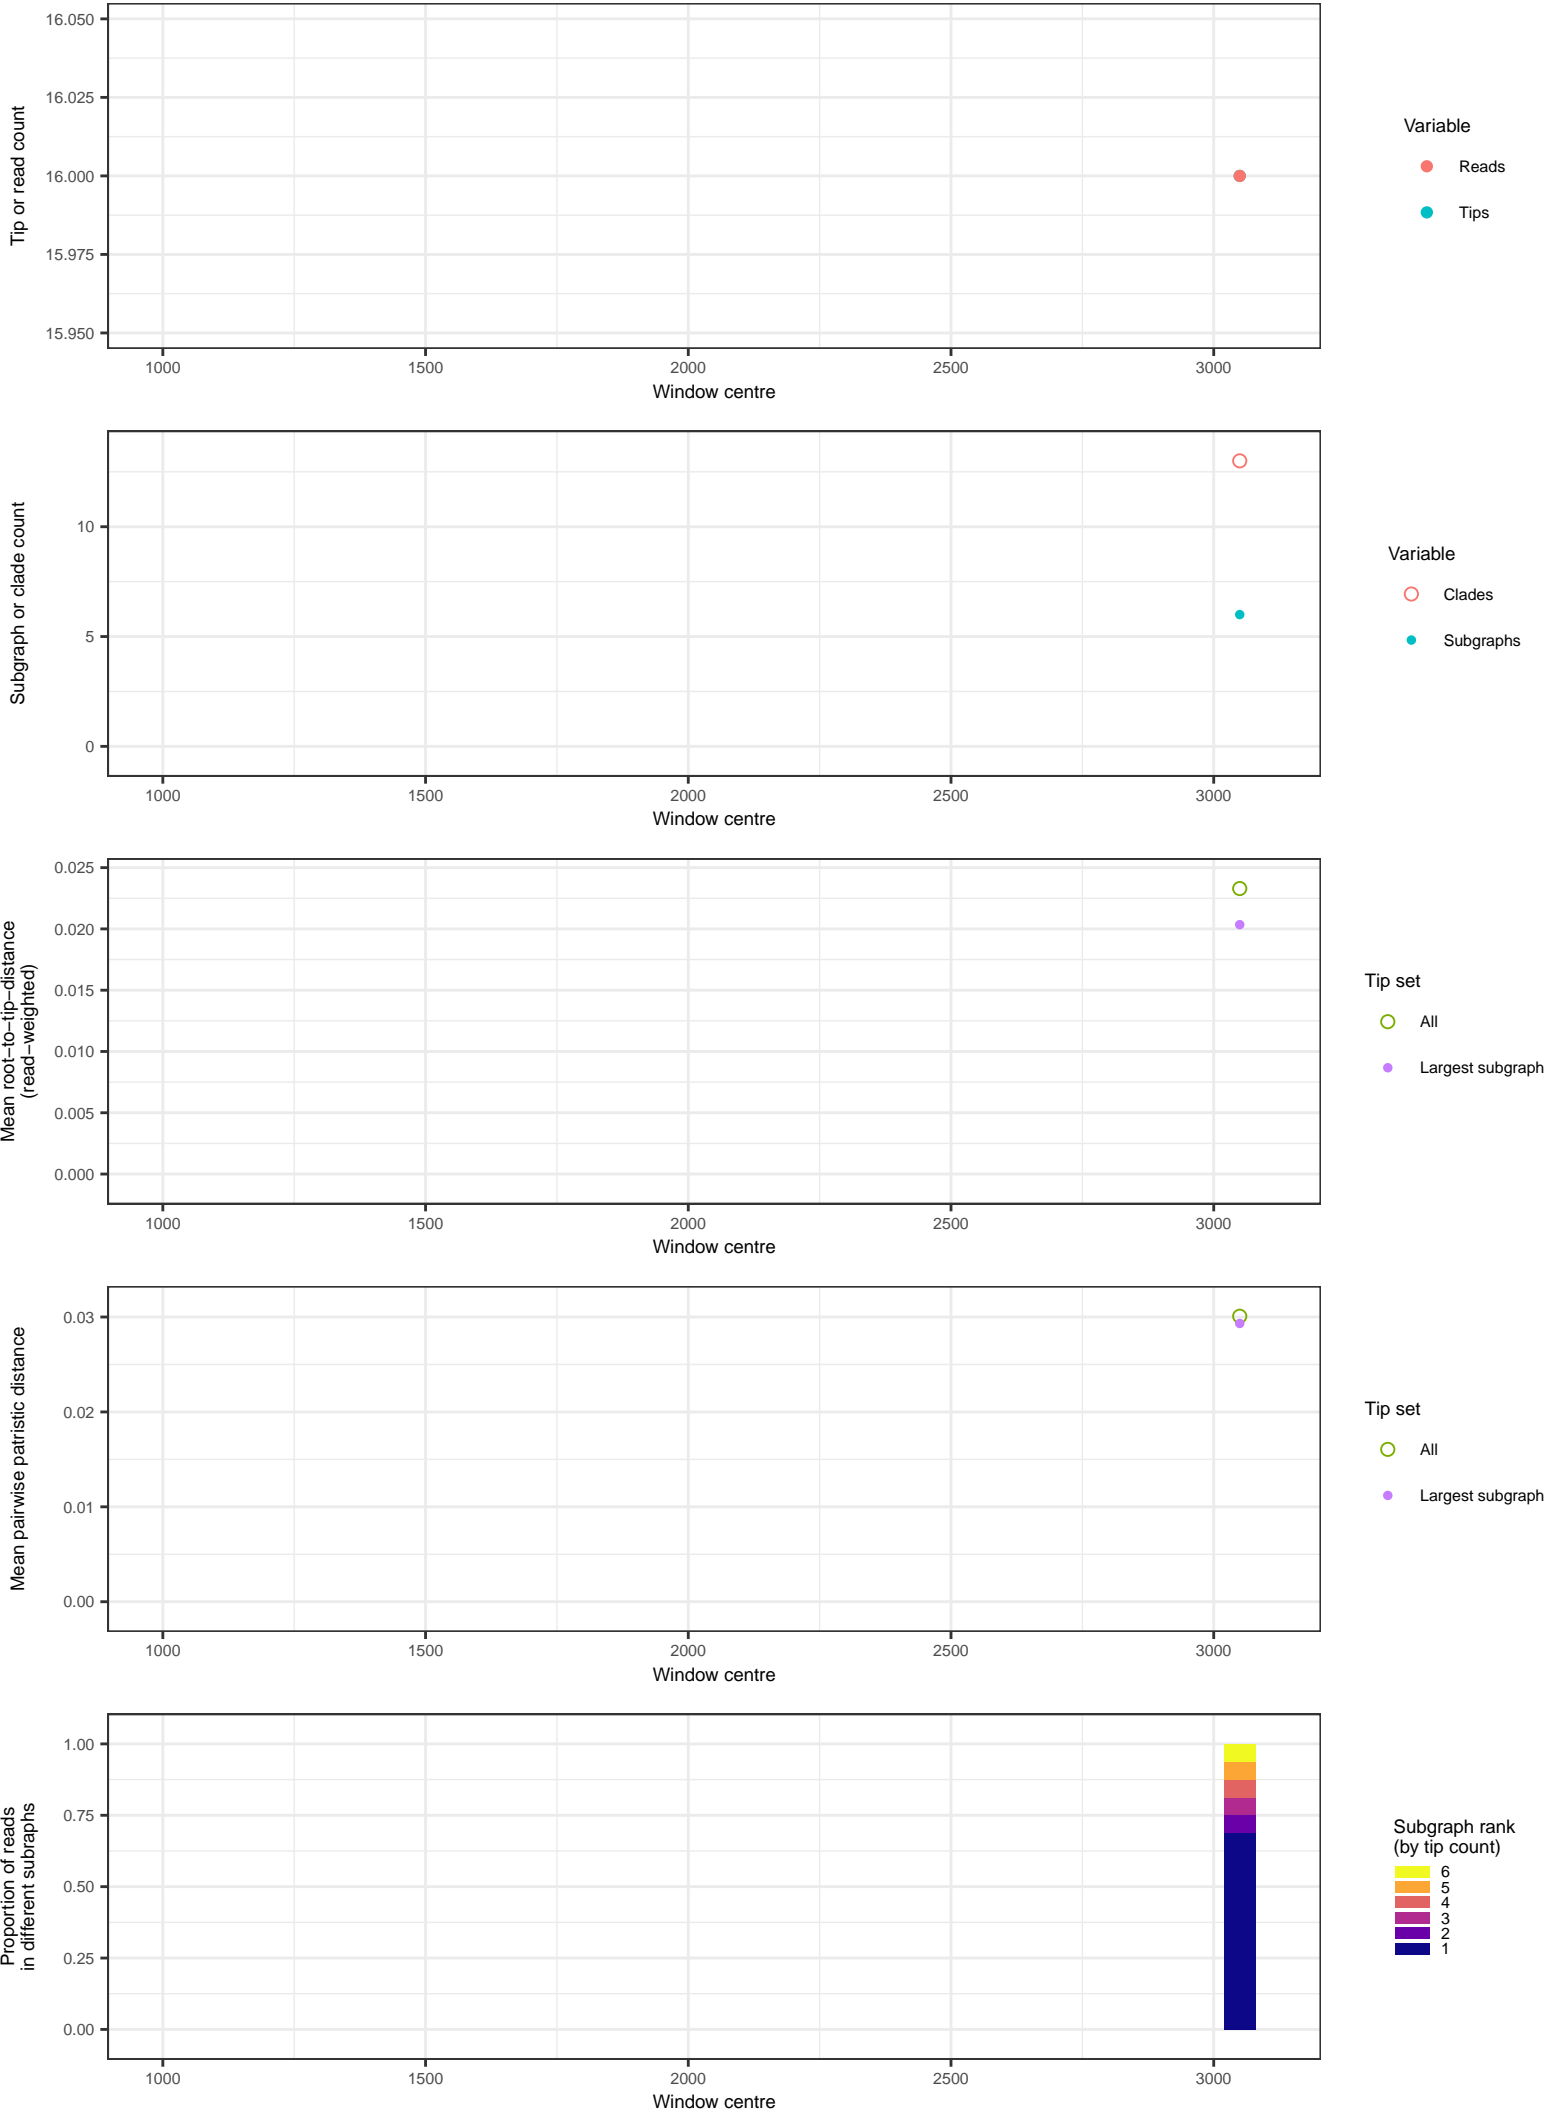 16.050
16.025
16.000
15.975
15.950
Tip or read count
1000 1500 2000 2500 3000
Window centre
Variable
Reads
Tips
10
5
0
Subgraph or clade count
1000 1500 2000 2500 3000
Window centre
Variable
Clades
Subgraphs
0.025
0.020
0.015
0.010
0.005
0.000
Mean root−to−tip−distance
(read−weighted)
1000 1500 2000 2500 3000
Window centre
Tip set
All
Largest subgraph
0.03
0.02
0.01
0.00
Mean pairwise patristic distance
1000 1500 2000 2500 3000
Window centre
Tip set
All
Largest subgraph
1.00
0.75
0.50
0.25
0.00
Proportion of reads
in different subraphs
1000 1500 2000 2500 3000
Window centre
Subgraph rank
(by tip count)
6
5
4
3
2
1